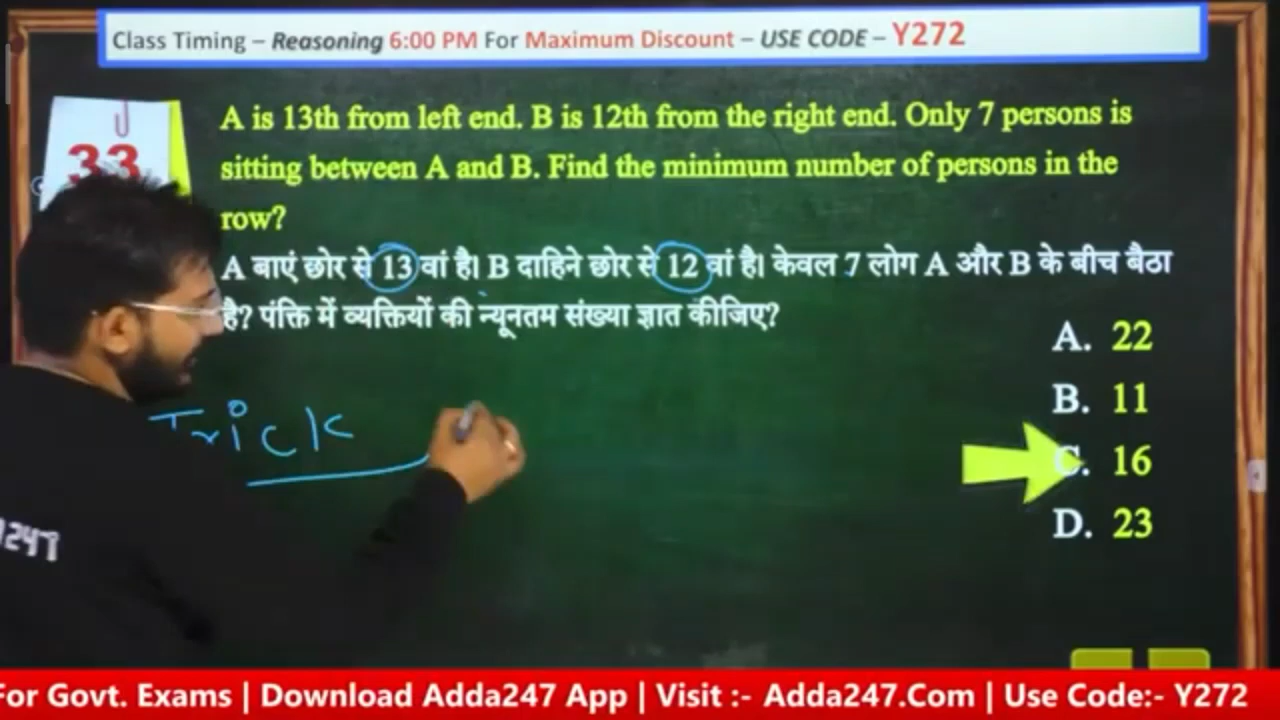 Class Timing – Reasoning 6:00 PM For Maximum Discount – USE CODE – Y272
33
A is 13th from left end. B is 12th from the right end. Only 7 persons is
sitting between A and B. Find the minimum number of persons in the
row?
A बाएं छोर से 13 वां है। B दाहिने छोर से 12 वां है। केवल 7 लोग A और B के बीच बैठा
है? पंक्ति में व्यक्तियों की न्यूनतम संख्या ज्ञात कीजिए?
A. 22
B. 11
C. 16
D. 23
Trick
247
For Govt. Exams | Download Adda247 App | Visit :- Adda247.Com | Use Code:- Y272